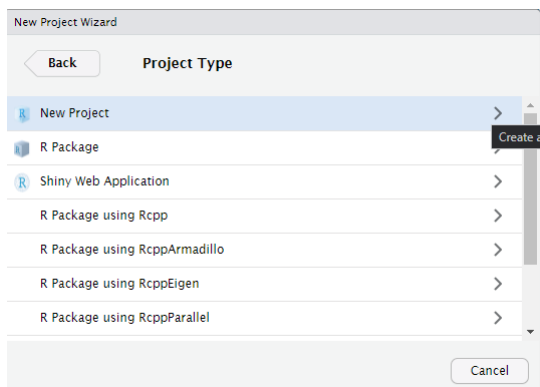 New Project Wizard
Back
Project Type
R New Project
Create a
R Package
R Shiny Web Application
R Package using Rcpp
R Package using RcppArmadillo
R Package using RcppEigen
R Package using RcppParallel
Cancel